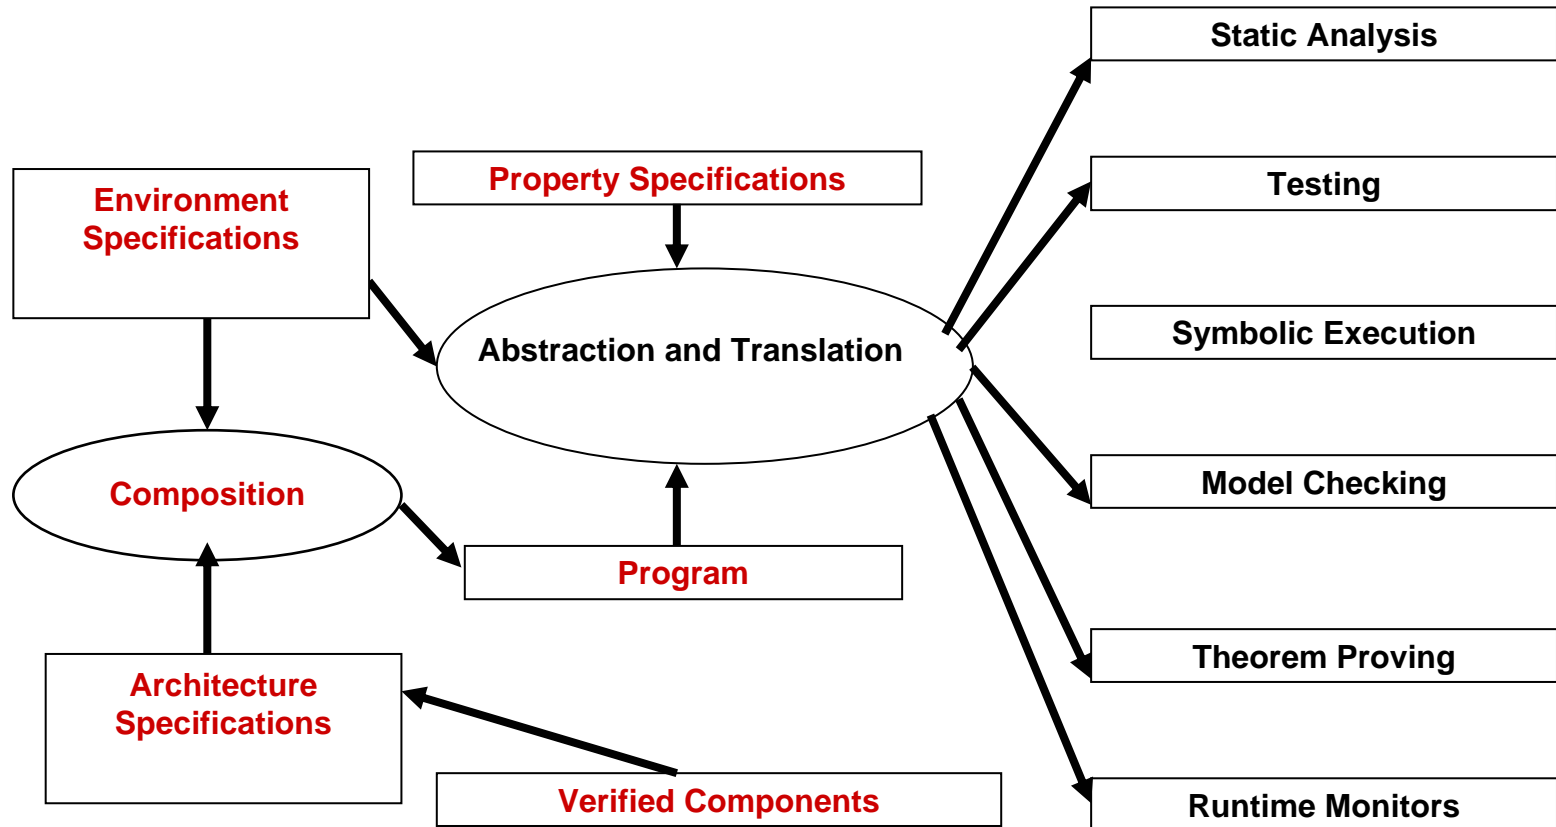 Static Analysis
Property Specifications
Testing
Environment
Specifications
Abstraction and Translation
Symbolic Execution
Composition
Model Checking
Program
Architecture
Specifications
Theorem Proving
Verified Components
Runtime Monitors